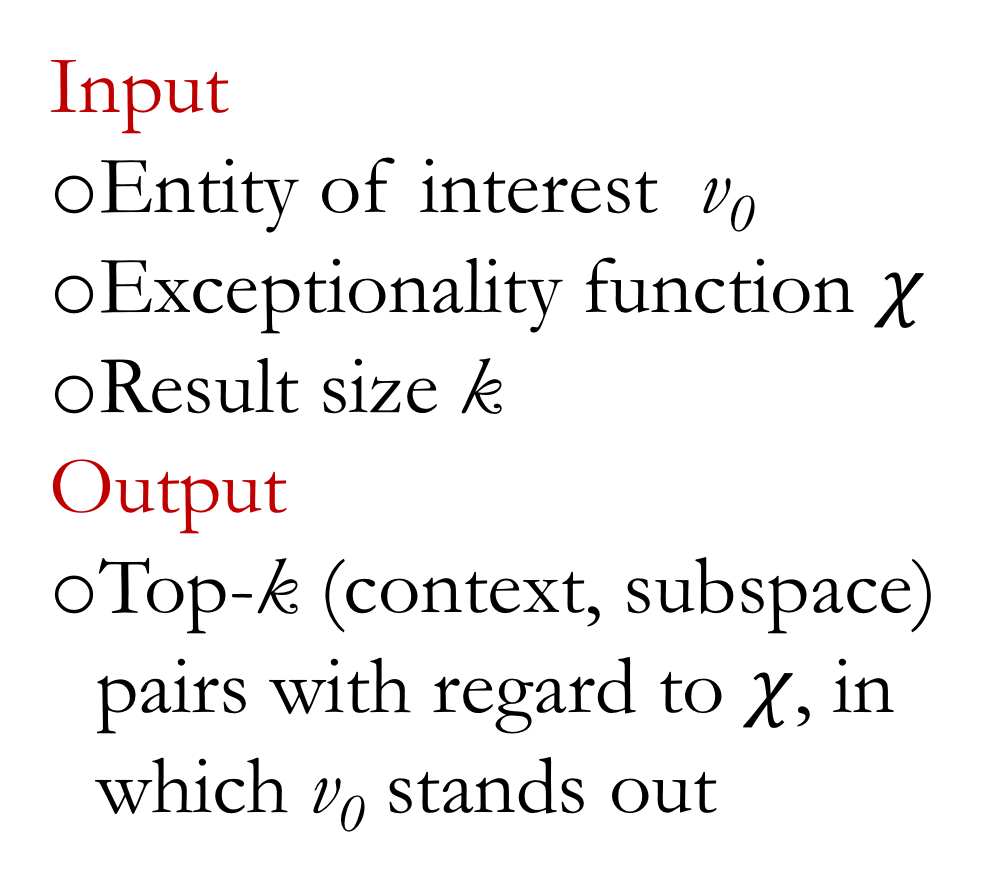 Input
○Entity of interest v₀
○Exceptionality function χ
○Result size k
Output
○Top-k (context, subspace)
pairs with regard to χ, in
which v₀ stands out